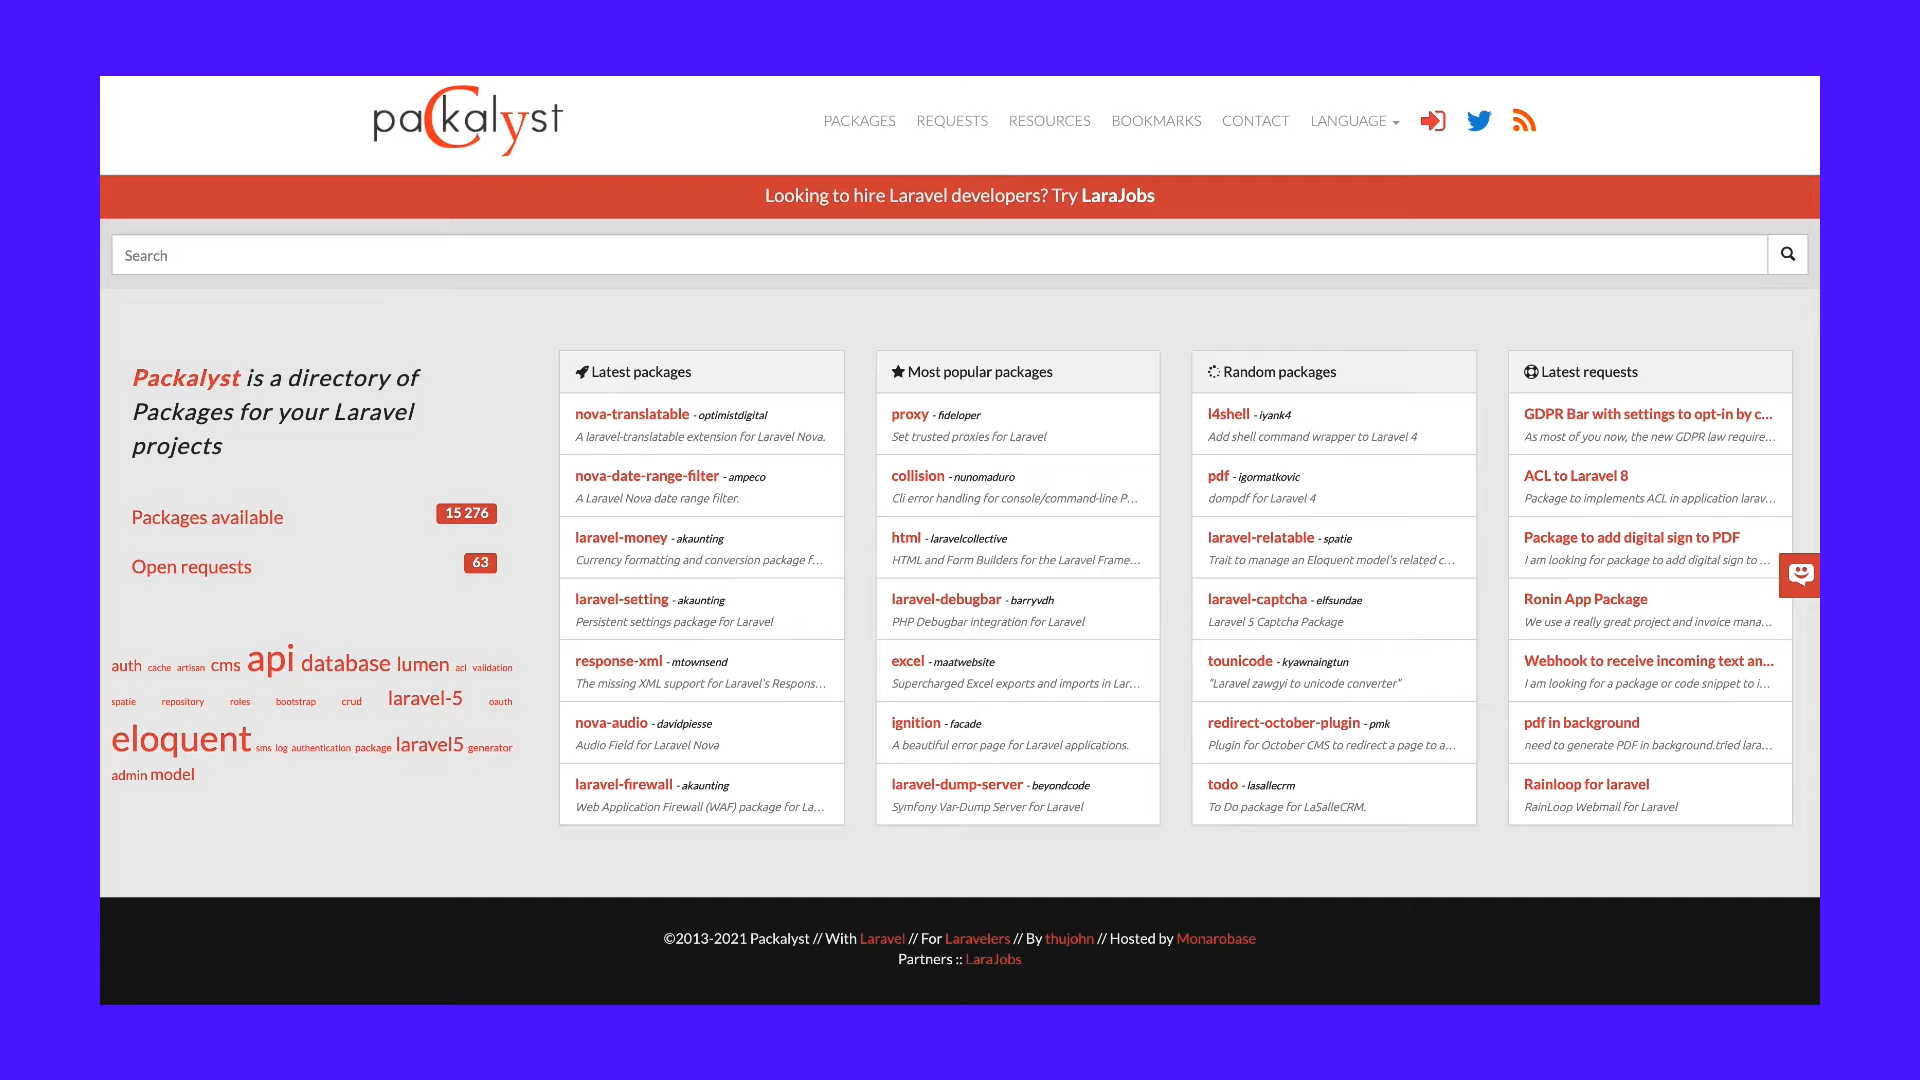 packalyst
PACKAGES REQUESTS RESOURCES BOOKMARKS CONTACT LANGUAGE
Looking to hire Laravel developers? Try LaraJobs
Search
Packalyst is a directory of
Packages for your Laravel
projects
Packages available 15 276
Open requests 63
auth cache artisan cms api database lumen acl validation
spatie repository roles bootstrap crud laravel-5 oauth
eloquent sms log authentication package laravel5 generator
admin model
Latest packages
nova-translatable - optimistdigital
A laravel-translatable extension for Laravel Nova.
nova-date-range-filter - ampeco
A Laravel Nova date range filter.
laravel-money - akaunting
Currency formatting and conversion package f...
laravel-setting - akaunting
Persistent settings package for Laravel
response-xml - mtownsend
The missing XML support for Laravel's Respons...
nova-audio - davidpiesse
Audio Field for Laravel Nova
laravel-firewall - akaunting
Web Application Firewall (WAF) package for La...
Most popular packages
proxy - fideloper
Set trusted proxies for Laravel
collision - nunomaduro
Cli error handling for console/command-line P...
html - laravelcollective
HTML and Form Builders for the Laravel Frame...
laravel-debugbar - barryvdh
PHP Debugbar integration for Laravel
excel - maatwebsite
Supercharged Excel exports and imports in Lar...
ignition - facade
A beautiful error page for Laravel applications.
laravel-dump-server - beyondcode
Symfony Var-Dump Server for Laravel
Random packages
l4shell - iyank4
Add shell command wrapper to Laravel 4
pdf - igormatkovic
dompdf for Laravel 4
laravel-relatable - spatie
Trait to manage an Eloquent model's related c...
laravel-captcha - elfsundae
Laravel 5 Captcha Package
tounicode - kyawnaingtun
"Laravel zawgyi to unicode converter"
redirect-october-plugin - pmk
Plugin for October CMS to redirect a page to a...
todo - lasallecrm
To Do package for LaSalleCRM.
Latest requests
GDPR Bar with settings to opt-in by c...
As most of you now, the new GDPR law require...
ACL to Laravel 8
Package to implements ACL in application larav...
Package to add digital sign to PDF
I am looking for package to add digital sign to ...
Ronin App Package
We use a really great project and invoice mana...
Webhook to receive incoming text an...
I am looking for a package or code snippet to i...
pdf in background
need to generate PDF in background.tried lara...
Rainloop for laravel
RainLoop Webmail for Laravel
©2013-2021 Packalyst // With Laravel // For Laravelers // By thujohn // Hosted by Monarobase
Partners :: LaraJobs